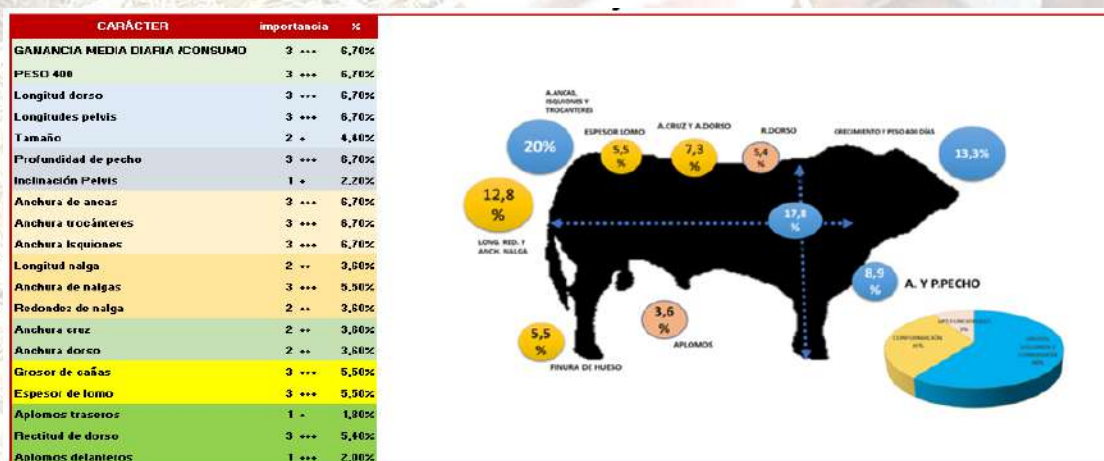 CARÁCTER importancia %
GANANCIA MEDIA DIARIA /CONSUMO 3 *** 6,70%
PESO 400 3 *** 6,70%
Longitud dorso 3 *** 6,70%
Longitudes pelvis 3 *** 6,70%
Tamaño 2 * 4,40%
Profundidad de pecho 3 *** 6,70%
Inclinación Pelvis 1 * 2,20%
Anchura de ancas 3 *** 6,70%
Anchura trocánteres 3 *** 6,70%
Anchura Isquiones 3 *** 6,70%
Longitud nalga 2 ** 3,60%
Anchura de nalgas 3 *** 5,50%
Redondez de nalga 2 ** 3,60%
Anchura cruz 2 ** 3,60%
Anchura dorso 2 ** 3,60%
Grosor de cañas 3 *** 5,50%
Espesor de lomo 3 *** 5,50%
Aplomos traseros 1 * 1,80%
Rectitud de dorso 3 *** 5,40%
Aplomos delanteros 1 *** 2,00%
A.ANCAS,
ISQUIONES Y
TROCANTERES
20%
ESPESOR LOMO
5,5
%
A.CRUZ Y A.DORSO
7,3
%
R.DORSO
5,4
%
CRECIMIENTO Y PESO 400 DÍAS
13,3%
12,8
%
LONG. RED. Y
ANCH. NALGA
17,8
%
8,9
%
A. Y P.PECHO
3,6
%
APLOMOS
5,5
%
FINURA DE HUESO
CONFORMACIÓN